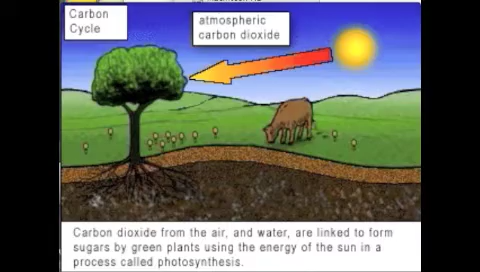 Carbon
Cycle
atmospheric
carbon dioxide
Carbon dioxide from the air, and water, are linked to form
sugars by green plants using the energy of the sun in a
process called photosynthesis.